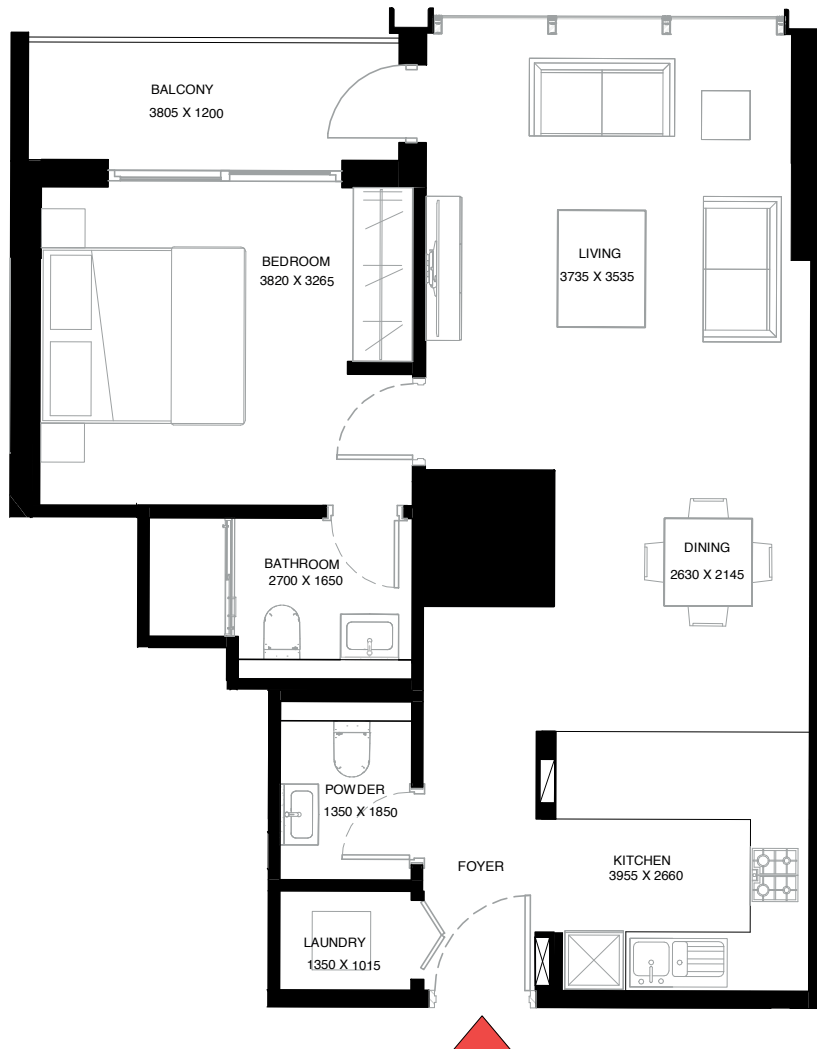 BALCONY
3805 X 1200
BEDROOM
3820 X 3265
LIVING
3735 X 3535
BATHROOM
2700 X 1650
DINING
2630 X 2145
POWDER
1350 X 1850
FOYER
KITCHEN
3955 X 2660
LAUNDRY
1350 X 1015